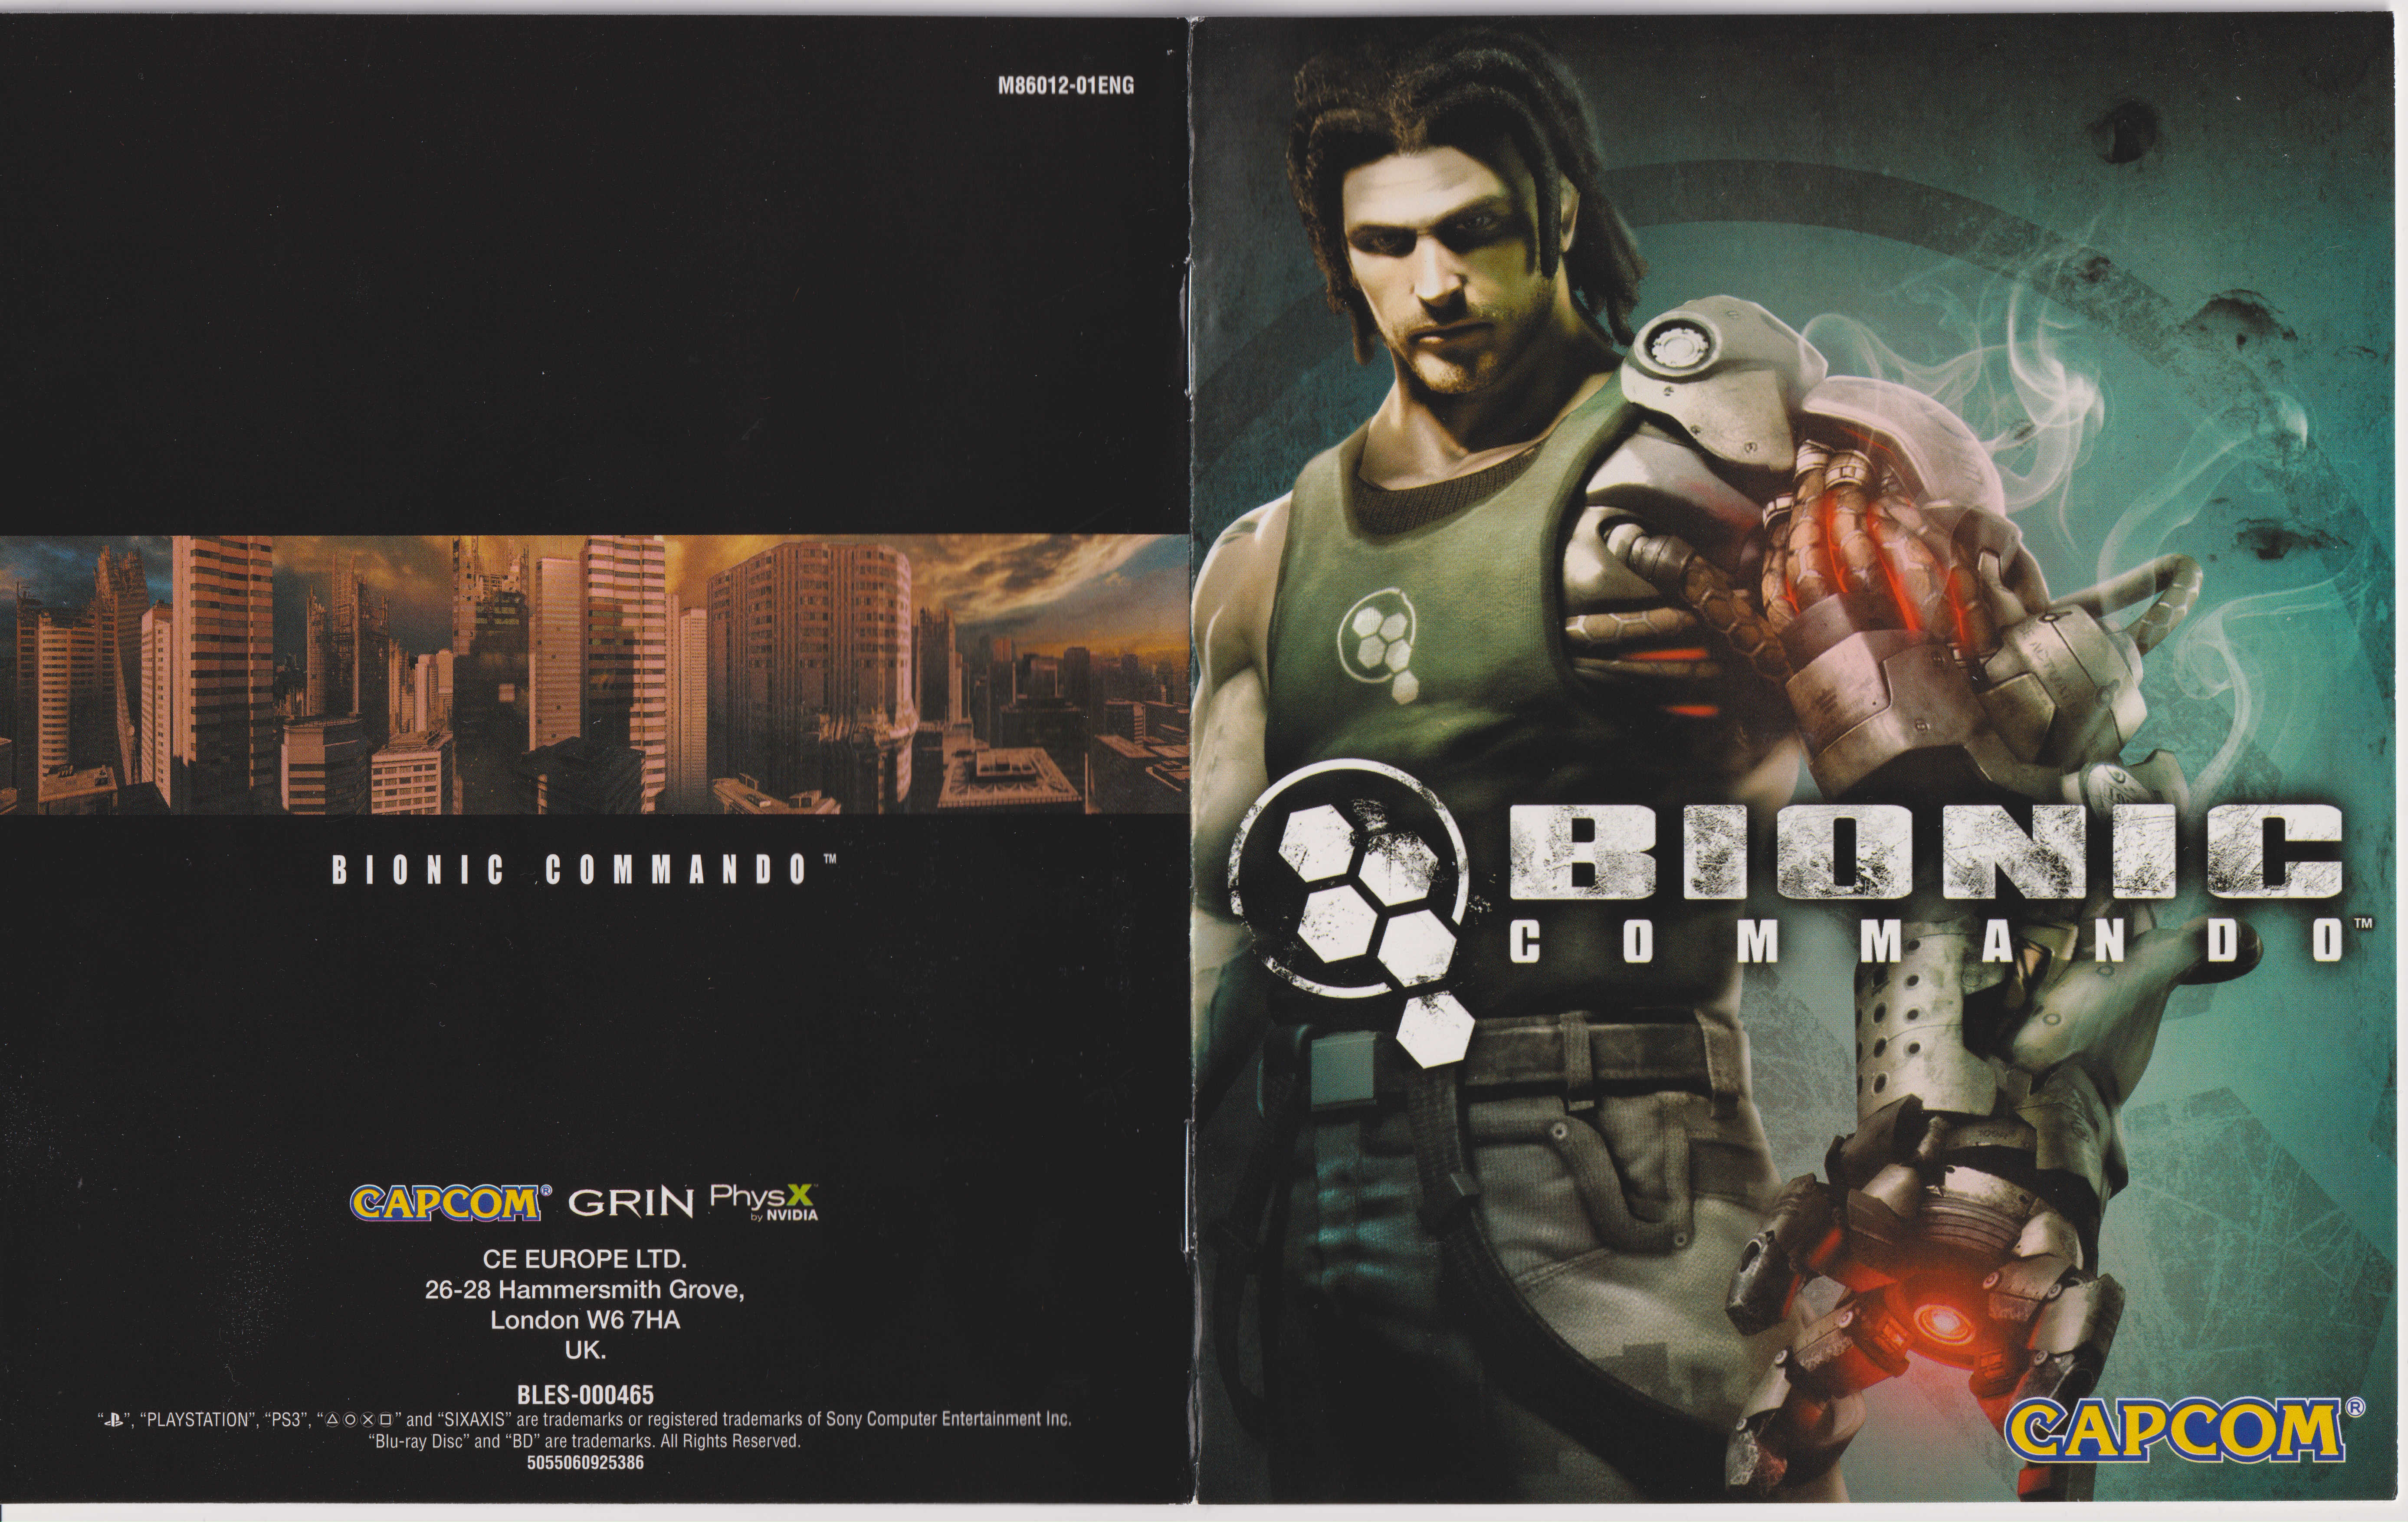 M86012-01ENG
BIONIC COMMANDO™
CAPCOM® GRIN PhysX™
by NVIDIA
CE EUROPE LTD.
26-28 Hammersmith Grove,
London W6 7HA
UK.
BLES-000465
“PS”, “PLAYSTATION”, “PS3”, “△○✕□” and “SIXAXIS” are trademarks or registered trademarks of Sony Computer Entertainment Inc.
“Blu-ray Disc” and “BD” are trademarks. All Rights Reserved.
5055060925386
BIONIC
COMMANDO™
CAPCOM®